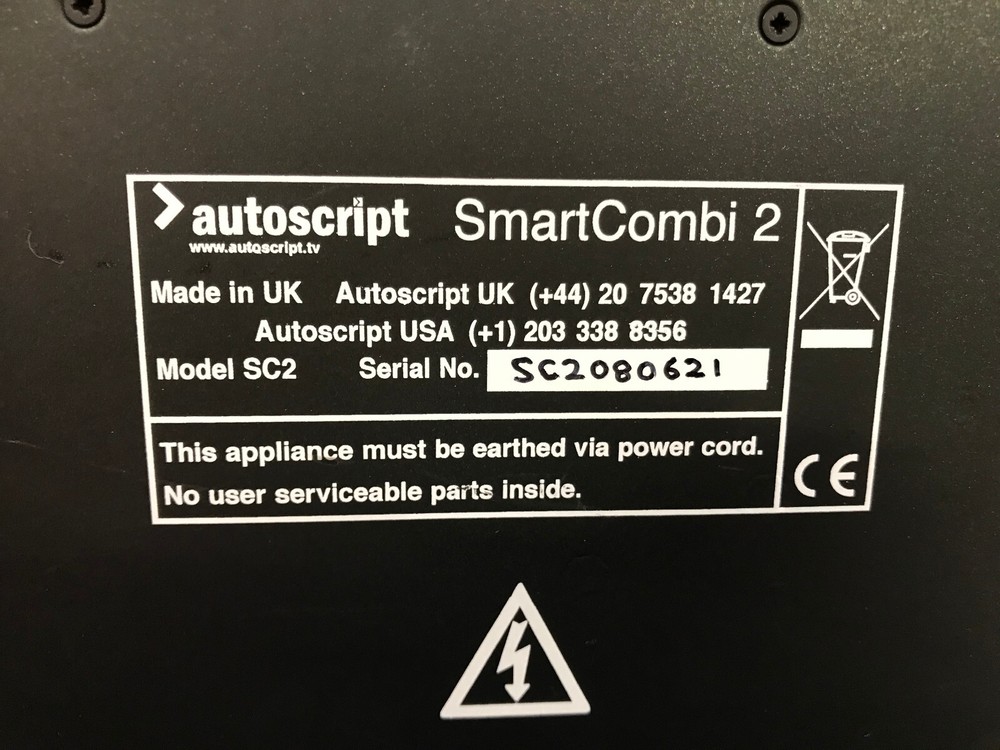 autoscript SmartCombi 2
www.autoscript.tv
Made in UK Autoscript UK (+44) 20 7538 1427
Autoscript USA (+1) 203 338 8356
Model SC2 Serial No. SC2080621
This appliance must be earthed via power cord.
No user serviceable parts inside.
CE